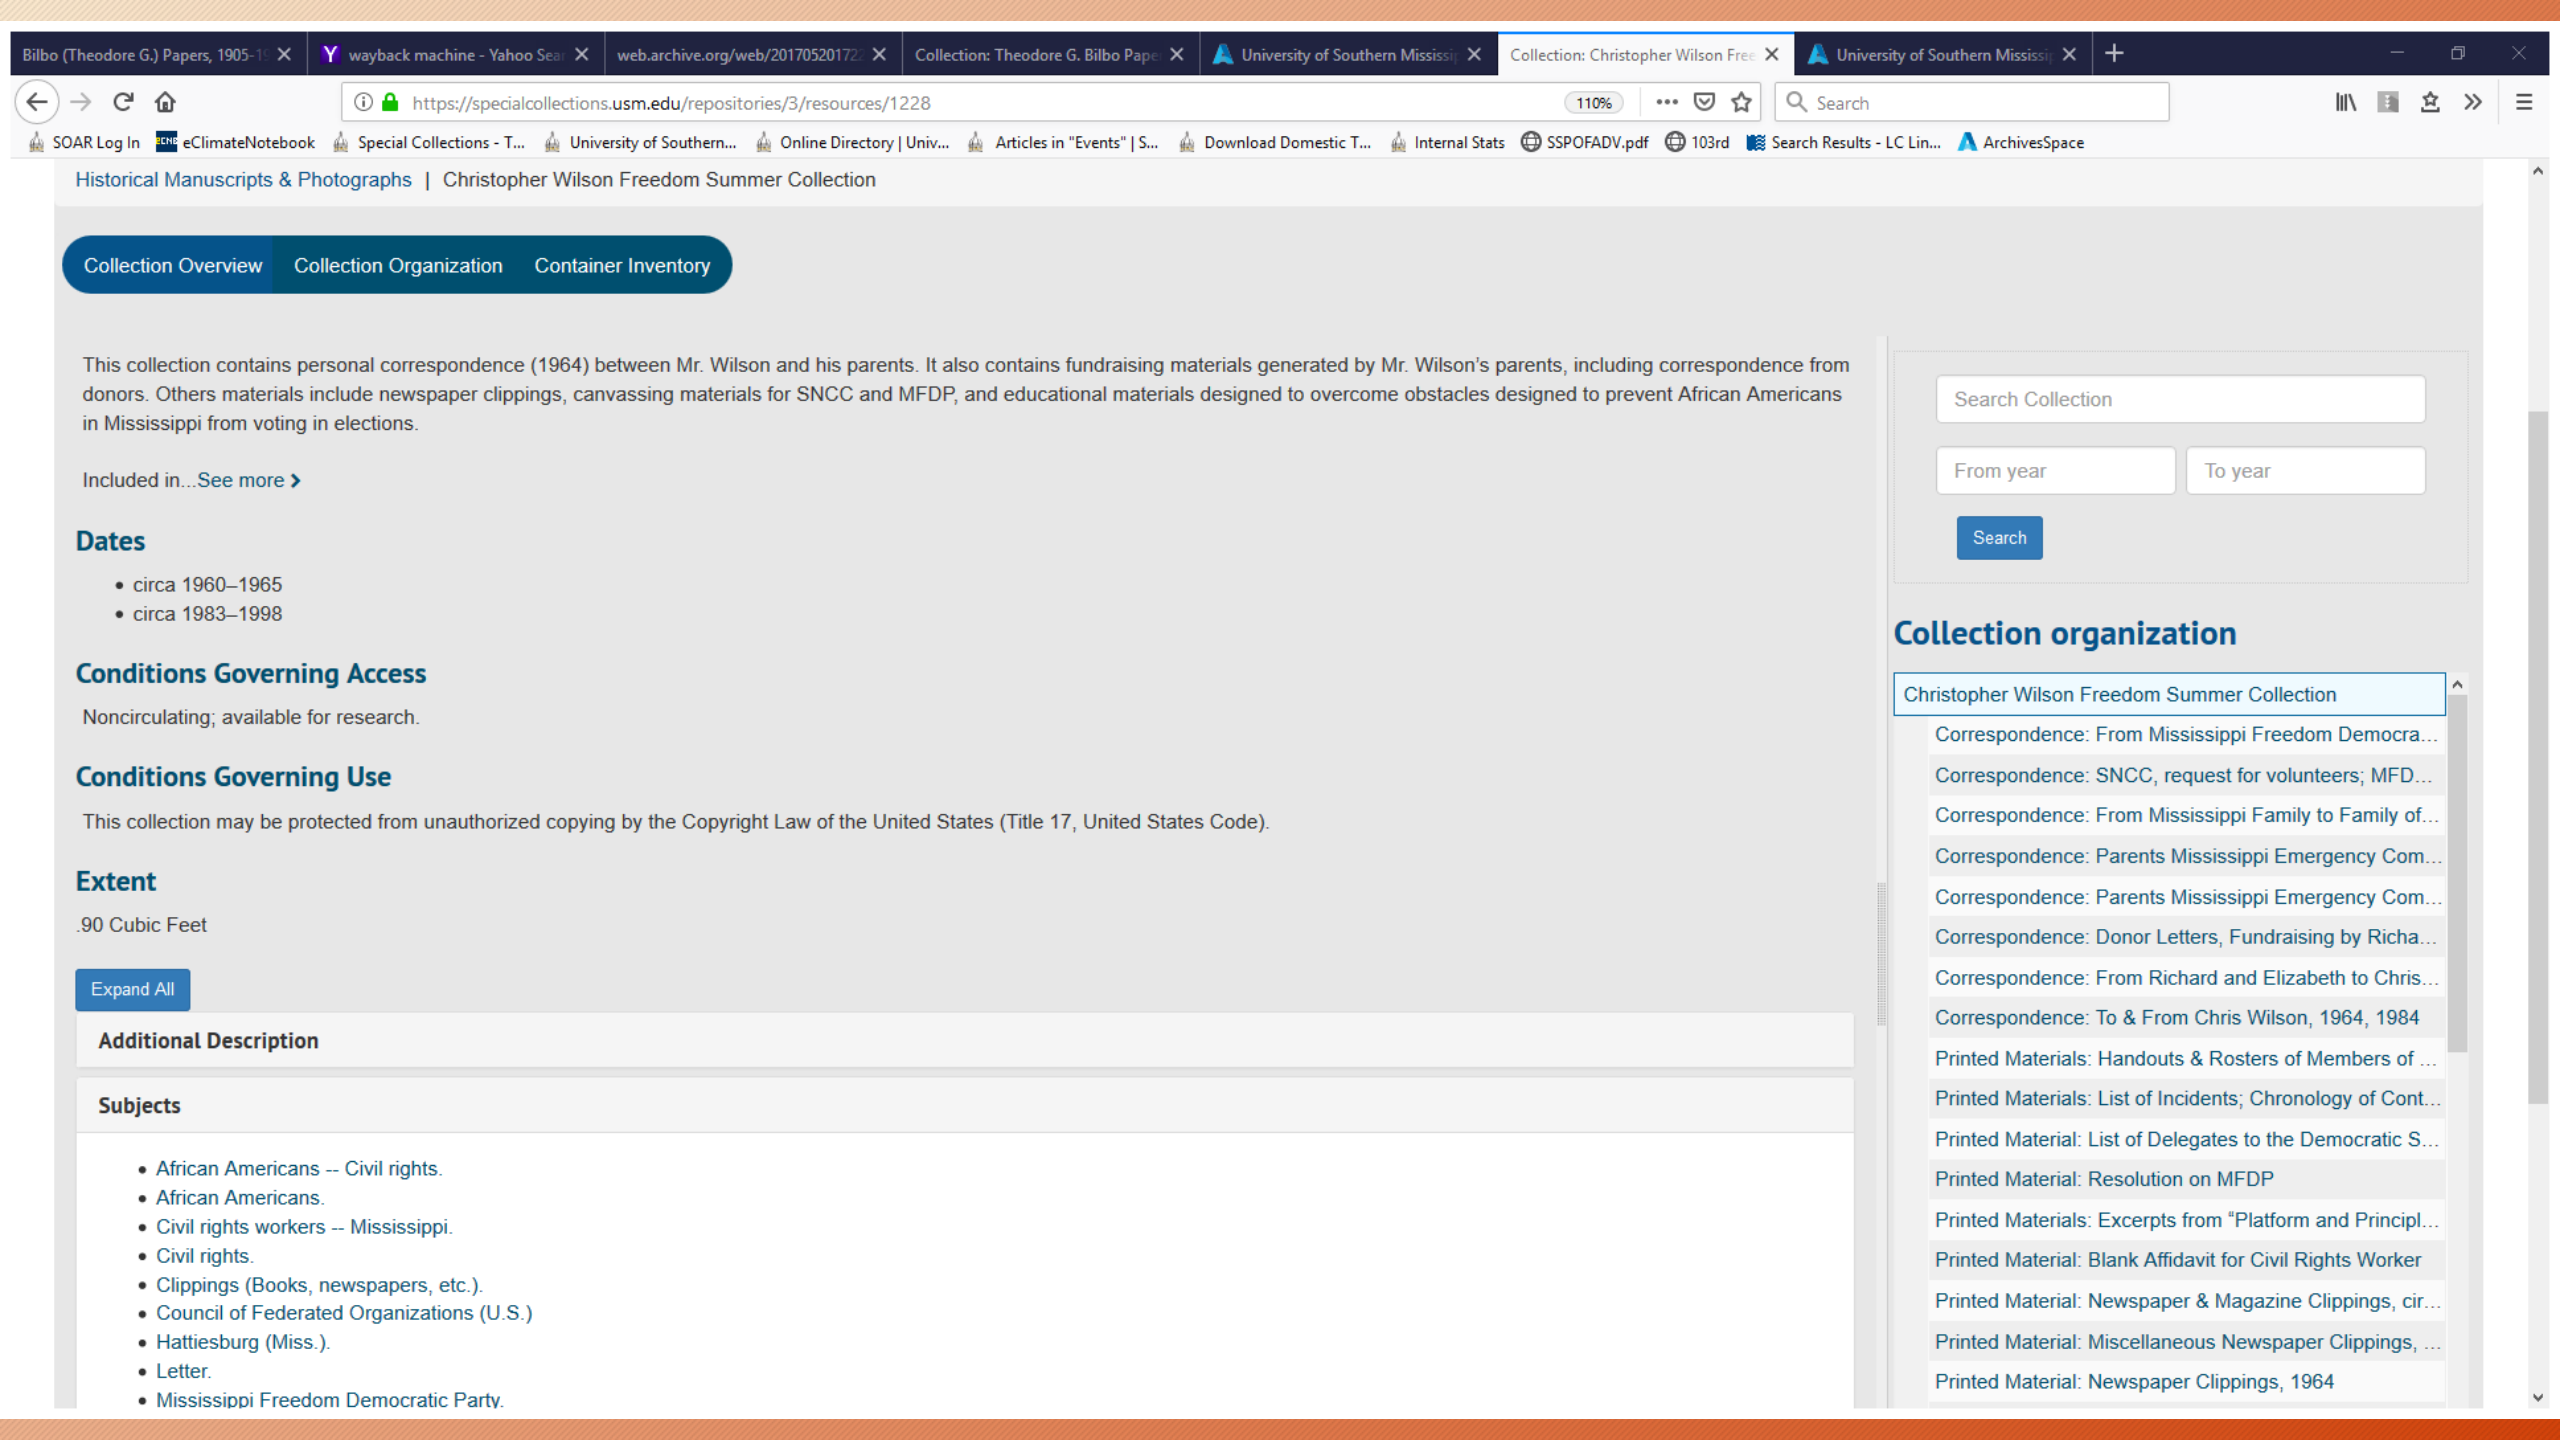 Bilbo (Theodore G.) Papers, 1905-19
wayback machine - Yahoo Sear
web.archive.org/web/201705201722
Collection: Theodore G. Bilbo Pape
University of Southern Mississip
Collection: Christopher Wilson Free
University of Southern Mississip
https://specialcollections.usm.edu/repositories/3/resources/1228
110%
Search
SOAR Log In
eClimateNotebook
Special Collections - T...
University of Southern...
Online Directory | Univ...
Articles in "Events" | S...
Download Domestic T...
Internal Stats
SSPOFADV.pdf
103rd
Search Results - LC Lin...
ArchivesSpace
Historical Manuscripts & Photographs | Christopher Wilson Freedom Summer Collection
Collection Overview
Collection Organization
Container Inventory
This collection contains personal correspondence (1964) between Mr. Wilson and his parents. It also contains fundraising materials generated by Mr. Wilson’s parents, including correspondence from
donors. Others materials include newspaper clippings, canvassing materials for SNCC and MFDP, and educational materials designed to overcome obstacles designed to prevent African Americans
in Mississippi from voting in elections.
Included in...See more
Dates
• circa 1960–1965
• circa 1983–1998
Conditions Governing Access
Noncirculating; available for research.
Conditions Governing Use
This collection may be protected from unauthorized copying by the Copyright Law of the United States (Title 17, United States Code).
Extent
.90 Cubic Feet
Expand All
Additional Description
Subjects
• African Americans -- Civil rights.
• African Americans.
• Civil rights workers -- Mississippi.
• Civil rights.
• Clippings (Books, newspapers, etc.).
• Council of Federated Organizations (U.S.)
• Hattiesburg (Miss.).
• Letter.
• Mississippi Freedom Democratic Party.
Search Collection
From year
To year
Search
Collection organization
Christopher Wilson Freedom Summer Collection
Correspondence: From Mississippi Freedom Democra...
Correspondence: SNCC, request for volunteers; MFD...
Correspondence: From Mississippi Family to Family of...
Correspondence: Parents Mississippi Emergency Com...
Correspondence: Parents Mississippi Emergency Com...
Correspondence: Donor Letters, Fundraising by Richa...
Correspondence: From Richard and Elizabeth to Chris...
Correspondence: To & From Chris Wilson, 1964, 1984
Printed Materials: Handouts & Rosters of Members of ...
Printed Materials: List of Incidents; Chronology of Cont...
Printed Material: List of Delegates to the Democratic S...
Printed Material: Resolution on MFDP
Printed Materials: Excerpts from “Platform and Principl...
Printed Material: Blank Affidavit for Civil Rights Worker
Printed Material: Newspaper & Magazine Clippings, cir...
Printed Material: Miscellaneous Newspaper Clippings, ...
Printed Material: Newspaper Clippings, 1964